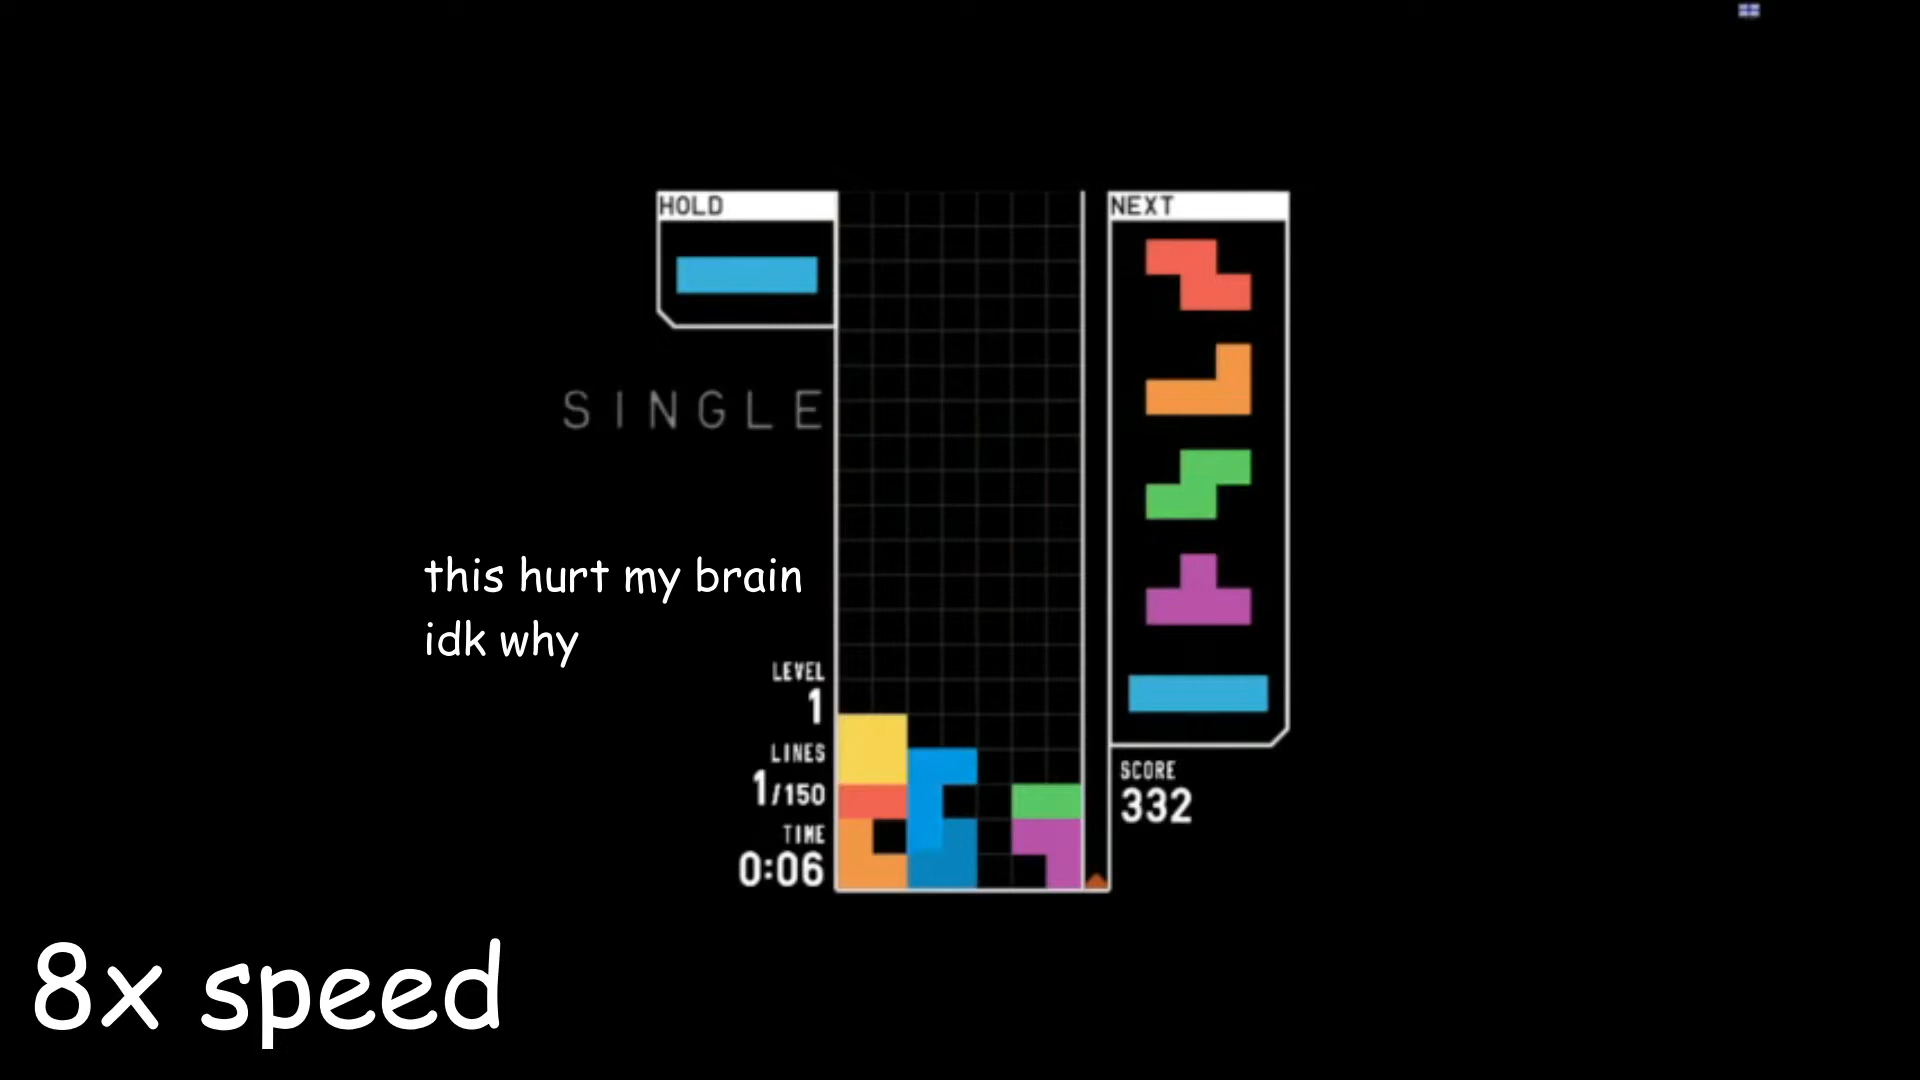 HOLD
NEXT
SINGLE
this hurt my brain
idk why
LEVEL
1
LINES
1/150
TIME
0:06
SCORE
332
8x speed